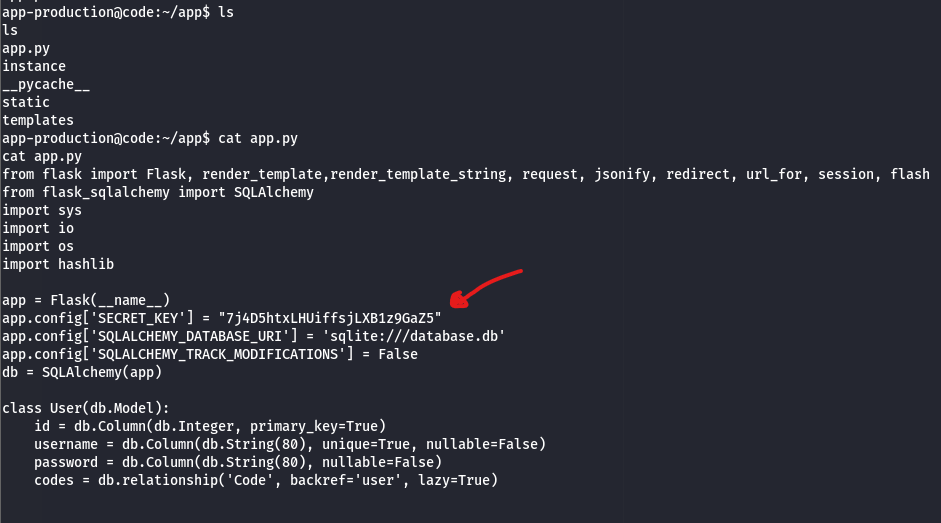 app-production@code:~/app$ ls
ls
app.py
instance
__pycache__
static
templates
app-production@code:~/app$ cat app.py
cat app.py
from flask import Flask, render_template,render_template_string, request, jsonify, redirect, url_for, session, flash
from flask_sqlalchemy import SQLAlchemy
import sys
import io
import os
import hashlib
app = Flask(__name__)
app.config['SECRET_KEY'] = "7j4D5htxLHUiffsjLXB1z9GaZ5"
app.config['SQLALCHEMY_DATABASE_URI'] = 'sqlite:///database.db'
app.config['SQLALCHEMY_TRACK_MODIFICATIONS'] = False
db = SQLAlchemy(app)
class User(db.Model):
    id = db.Column(db.Integer, primary_key=True)
    username = db.Column(db.String(80), unique=True, nullable=False)
    password = db.Column(db.String(80), nullable=False)
    codes = db.relationship('Code', backref='user', lazy=True)